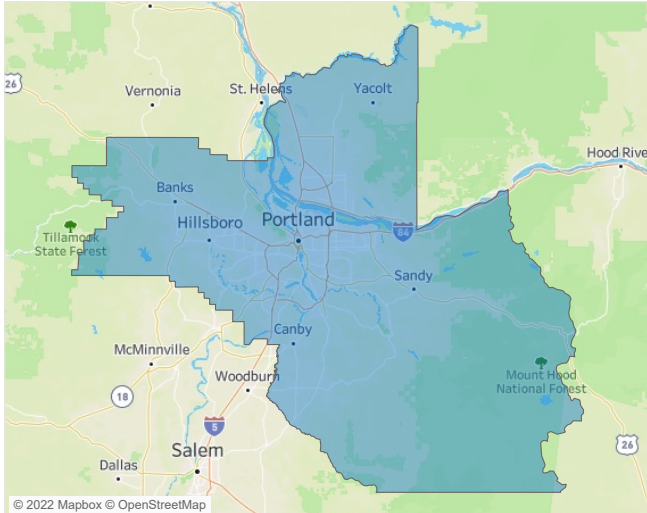 26
Vernonia
St. Helens
Yacolt
Hood Rive
Banks
Hillsboro
Portland
84
Tillamook
State Forest
Sandy
Canby
McMinnville
Mount Hood
National Forest
Woodburn
18
5
26
Salem
Dallas
© 2022 Mapbox © OpenStreetMap